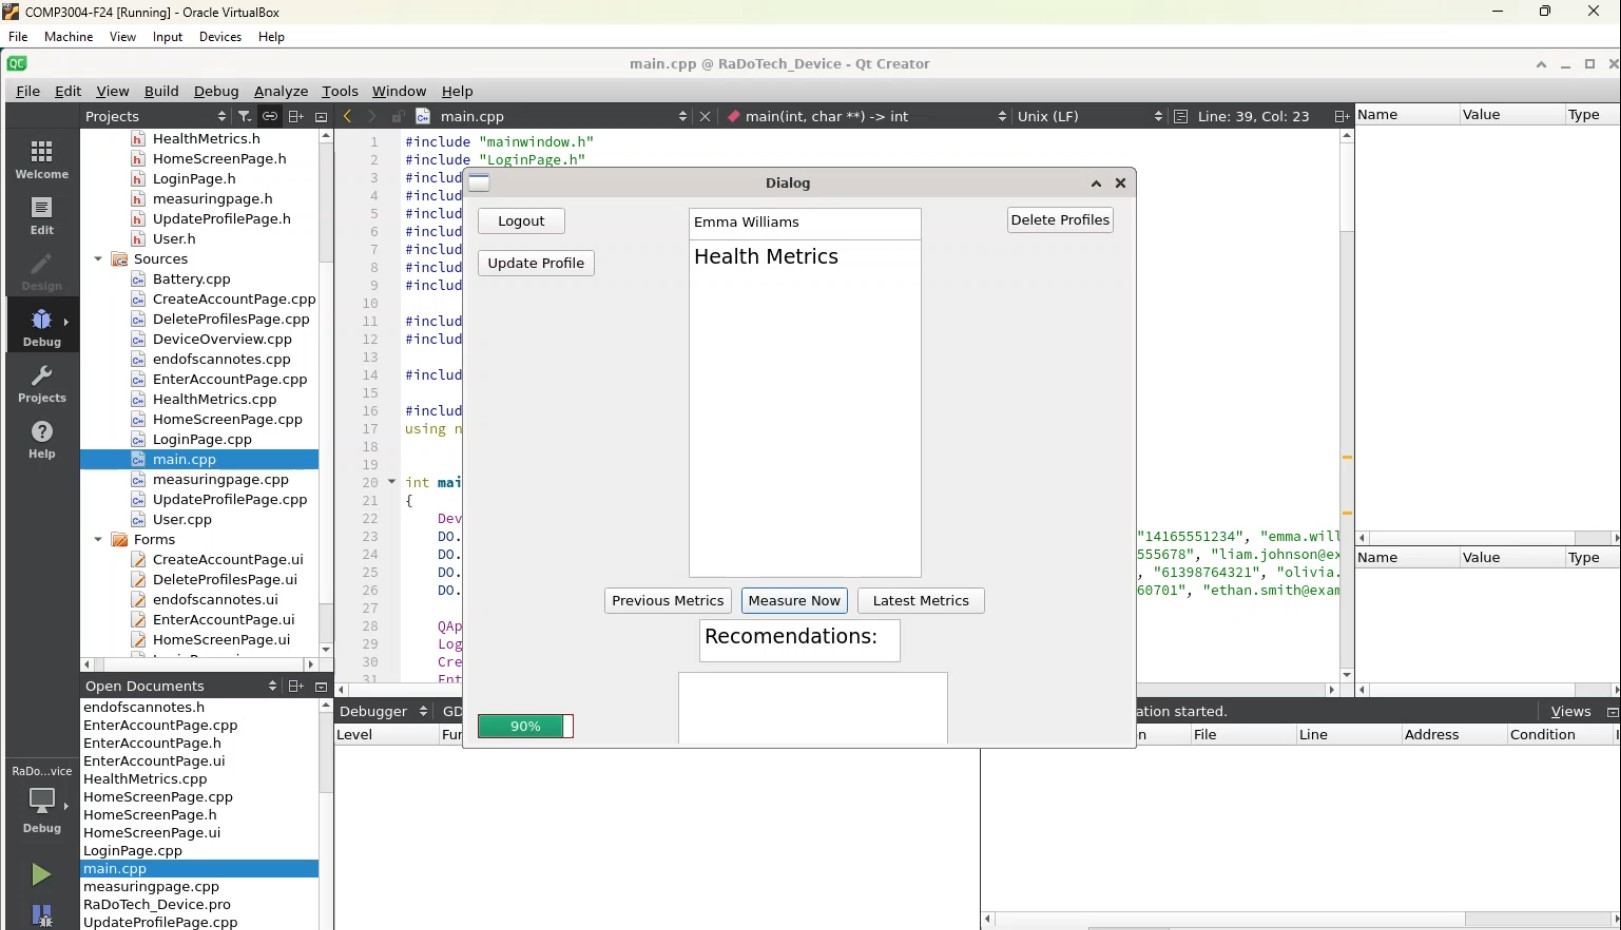 COMP3004-F24 [Running] - Oracle VirtualBox
File Machine View Input Devices Help
QC
main.cpp @ RaDoTech_Device - Qt Creator
File Edit View Build Debug Analyze Tools Window Help
Projects
main.cpp
main(int, char **) -> int
Unix (LF)
Line: 39, Col: 23
Name Value Type
Welcome
Edit
Design
Debug
Projects
Help
HealthMetrics.h
HomeScreenPage.h
LoginPage.h
measuringpage.h
UpdateProfilePage.h
User.h
Sources
Battery.cpp
CreateAccountPage.cpp
DeleteProfilesPage.cpp
DeviceOverview.cpp
endofscannotes.cpp
EnterAccountPage.cpp
HealthMetrics.cpp
HomeScreenPage.cpp
LoginPage.cpp
main.cpp
measuringpage.cpp
UpdateProfilePage.cpp
User.cpp
Forms
CreateAccountPage.ui
DeleteProfilesPage.ui
endofscannotes.ui
EnterAccountPage.ui
HomeScreenPage.ui
1 #include "mainwindow.h"
2 #include "LoginPage.h"
3 #includ
4 #includ
5 #includ
6 #includ
7 #includ
8 #includ
9 #includ
10
11 #includ
12 #includ
13
14 #includ
15
16 #includ
17 using n
18
19
20 int mai
21 {
22 Dev
23 DO. "14165551234", "emma.will
24 DO. 555678", "liam.johnson@ex
25 DO. , "61398764321", "olivia.
26 DO. 60701", "ethan.smith@exam
27
28 QAp
29 Log
30 Cre
31 Ent
Dialog
Logout
Emma Williams
Delete Profiles
Update Profile
Health Metrics
Previous Metrics
Measure Now
Latest Metrics
Recomendations:
90%
Name Value Type
Open Documents
endofscannotes.h
EnterAccountPage.cpp
EnterAccountPage.h
EnterAccountPage.ui
HealthMetrics.cpp
HomeScreenPage.cpp
HomeScreenPage.h
HomeScreenPage.ui
LoginPage.cpp
main.cpp
measuringpage.cpp
RaDoTech_Device.pro
UpdateProfilePage.cpp
RaDo...vice
Debug
Debugger GD ation started. Views
Level Fur n File Line Address Condition I